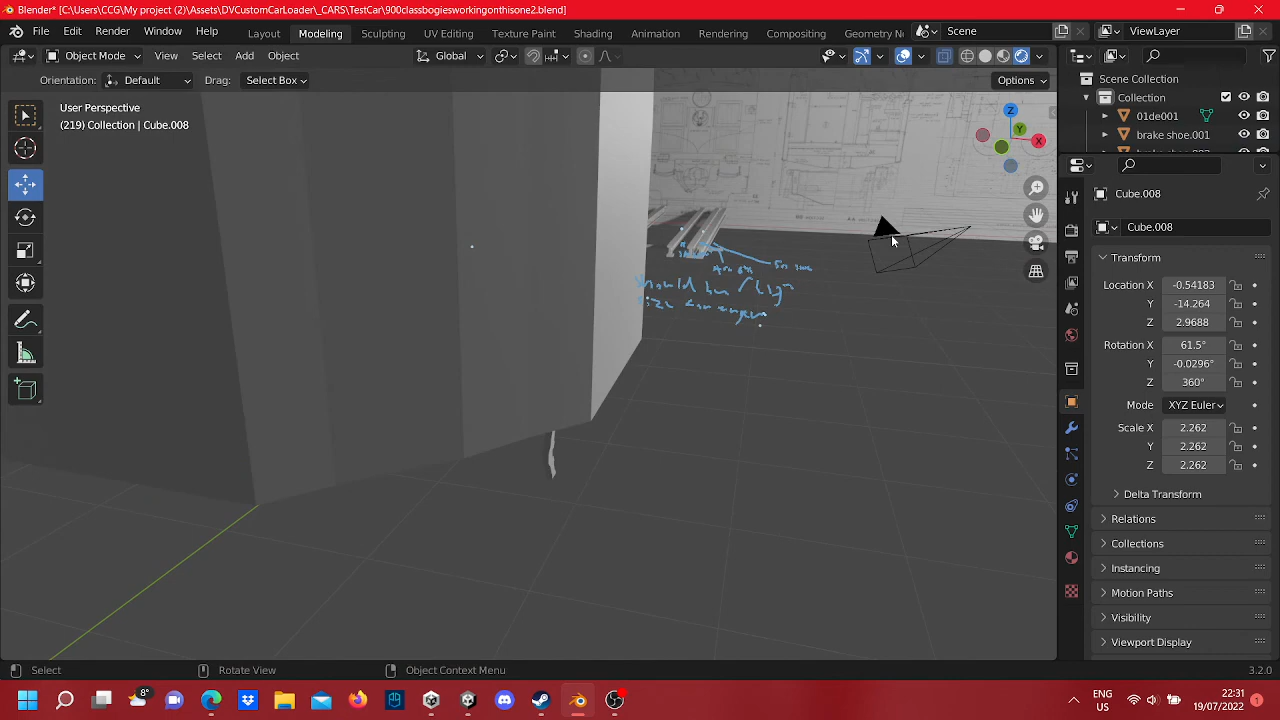 Blender* [C:\Users\CCG\My project (2)\Assets\DVCustomCarLoader\_CARS\TestCar\900classbogiesworkingonthisone2.blend]
File Edit Render Window Help Layout Modeling Sculpting UV Editing Texture Paint Shading Animation Rendering Compositing Geometry N Scene ViewLayer
Object Mode View Select Add Object Global
Orientation: Default Drag: Select Box Options
User Perspective
(219) Collection | Cube.008
Z
Y
X
Scene Collection
Collection
01de01
brake shoe.001
Cube.008
Cube.008
Transform
Location X -0.54183
Y -14.264
Z 2.9688
Rotation X 61.5°
Y -0.0296°
Z 360°
Mode XYZ Euler
Scale X 2.262
Y 2.262
Z 2.262
Delta Transform
Relations
Collections
Instancing
Motion Paths
Visibility
Viewport Display
should
Select Rotate View Object Context Menu 3.2.0
8°
ENG
US
22:31
19/07/2022
1